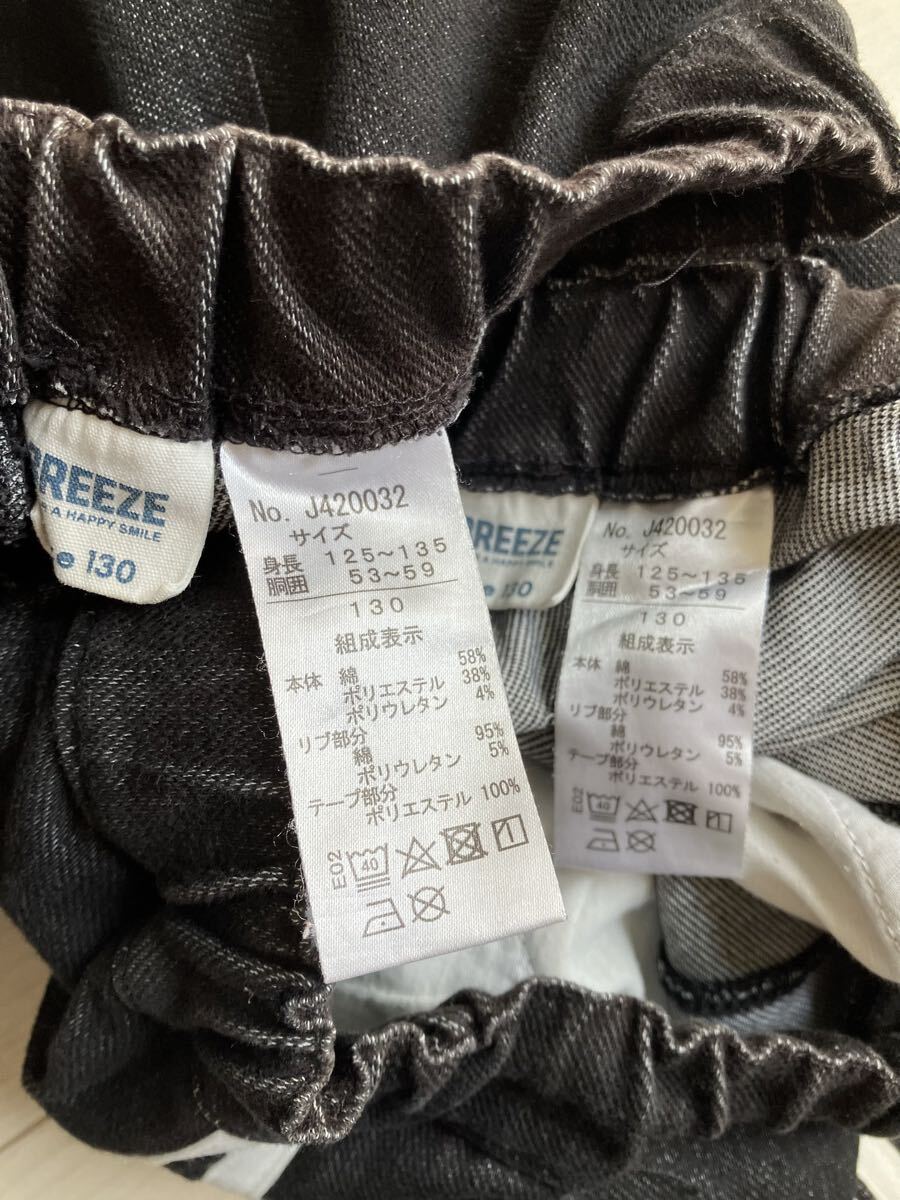 REEZE
A HAPPY SMILE
130
No. J420032
サイズ
身長 125～135
胴囲 53～59
130
組成表示
本体 綿 58%
ポリエステル 38%
ポリウレタン 4%
リブ部分
綿 95%
ポリウレタン 5%
テープ部分
ポリエステル 100%
E02
40
REEZE
A HAPPY SMILE
130
No. J420032
サイズ
身長 125～135
胴囲 53～59
130
組成表示
本体 綿 58%
ポリエステル 38%
ポリウレタン 4%
リブ部分
綿 95%
ポリウレタン 5%
テープ部分
ポリエステル 100%
E02
40